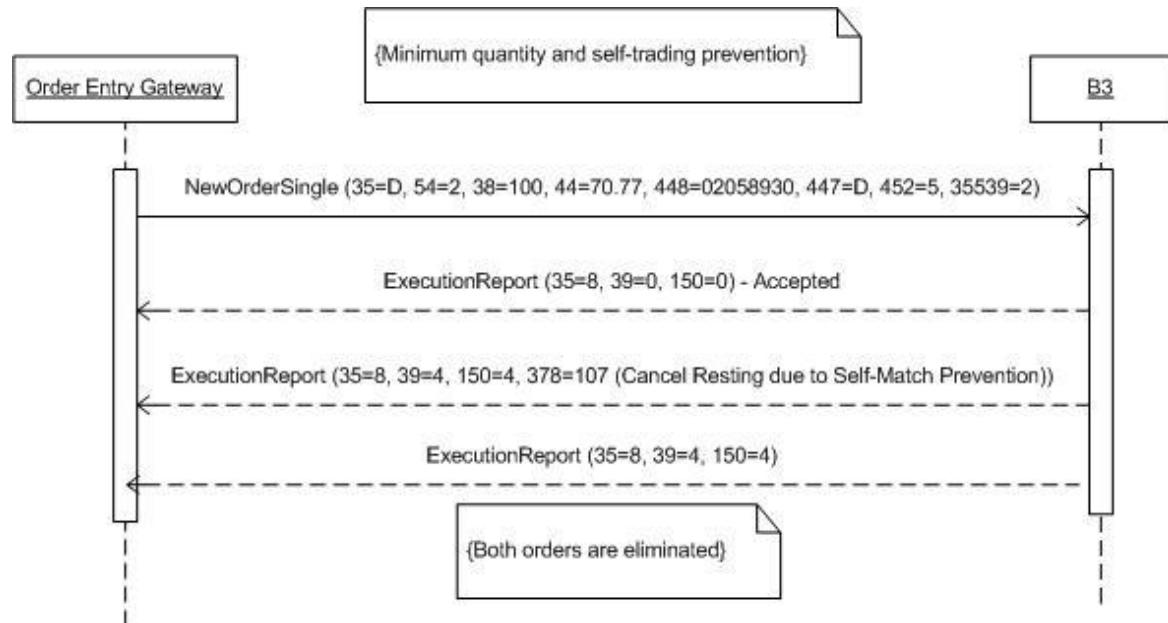 {Minimum quantity and self-trading prevention}
Order Entry Gateway
B3
NewOrderSingle (35=D, 54=2, 38=100, 44=70.77, 448=02058930, 447=D, 452=5, 35539=2)
ExecutionReport (35=8, 39=0, 150=0) - Accepted
ExecutionReport (35=8, 39=4, 150=4, 378=107 (Cancel Resting due to Self-Match Prevention))
ExecutionReport (35=8, 39=4, 150=4)
{Both orders are eliminated}